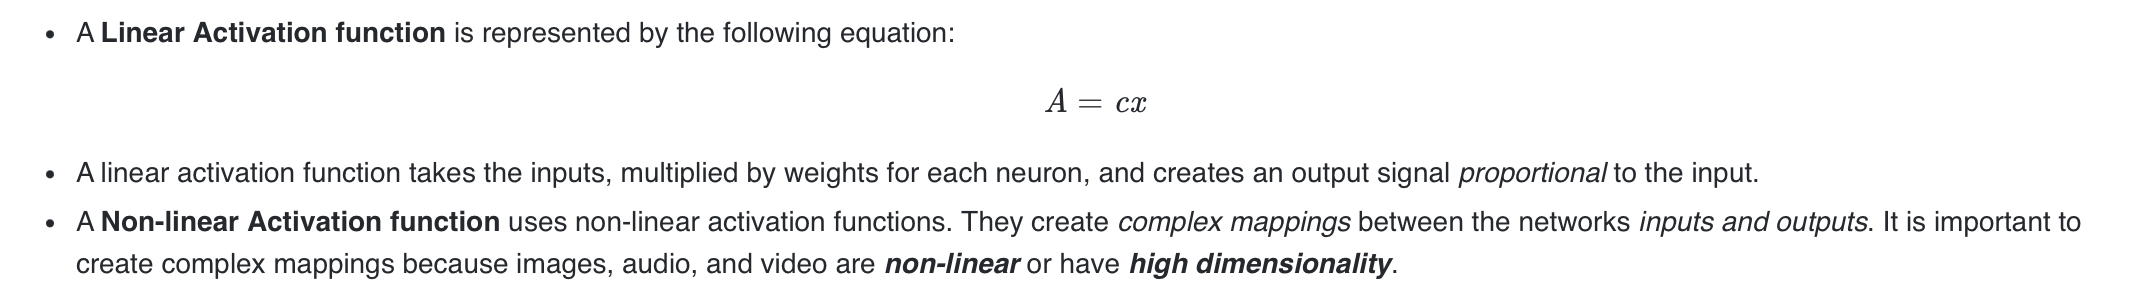 • A Linear Activation function is represented by the following equation:
A = cx
• A linear activation function takes the inputs, multiplied by weights for each neuron, and creates an output signal proportional to the input.
• A Non-linear Activation function uses non-linear activation functions. They create complex mappings between the networks inputs and outputs. It is important to
create complex mappings because images, audio, and video are non-linear or have high dimensionality.